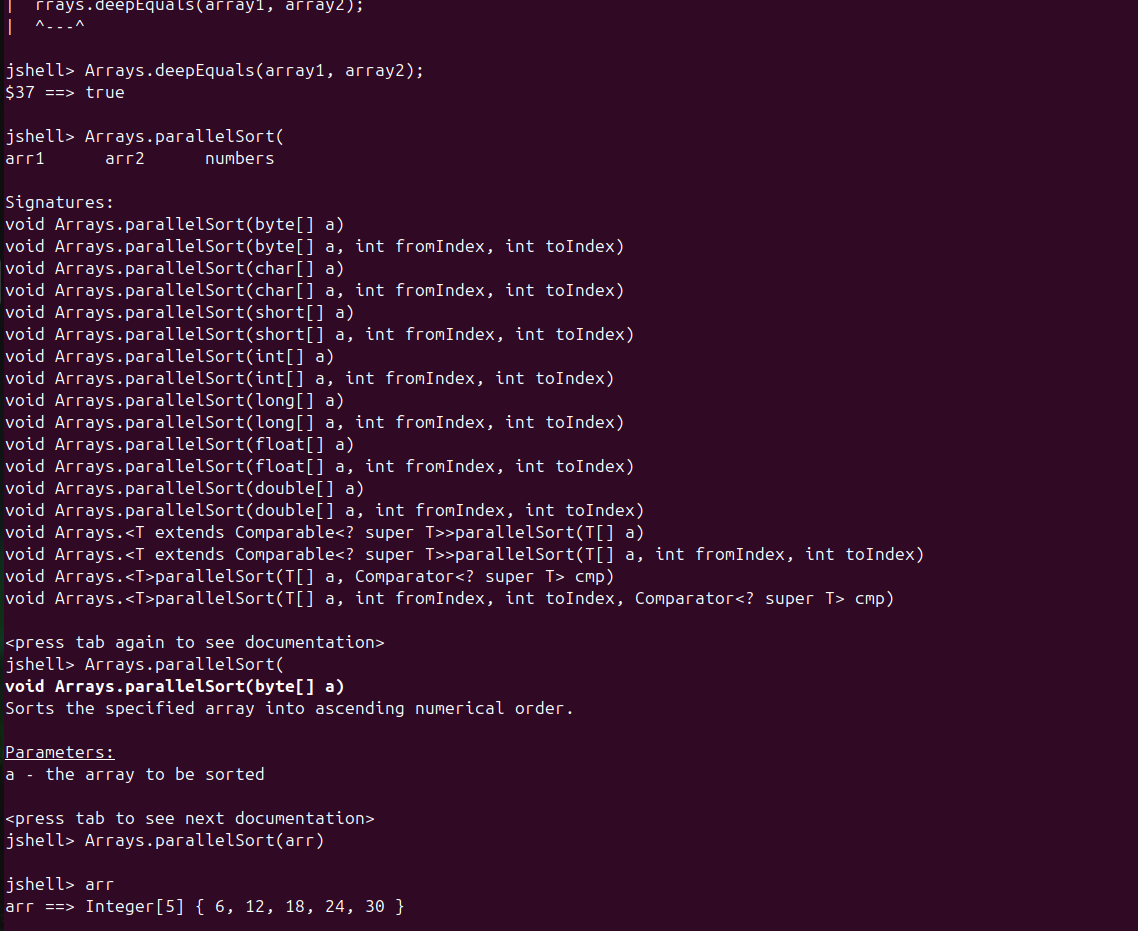 |  rrays.deepEquals(array1, array2);
|  ^---^
jshell> Arrays.deepEquals(array1, array2);
$37 ==> true
jshell> Arrays.parallelSort(
arr1      arr2      numbers
Signatures:
void Arrays.parallelSort(byte[] a)
void Arrays.parallelSort(byte[] a, int fromIndex, int toIndex)
void Arrays.parallelSort(char[] a)
void Arrays.parallelSort(char[] a, int fromIndex, int toIndex)
void Arrays.parallelSort(short[] a)
void Arrays.parallelSort(short[] a, int fromIndex, int toIndex)
void Arrays.parallelSort(int[] a)
void Arrays.parallelSort(int[] a, int fromIndex, int toIndex)
void Arrays.parallelSort(long[] a)
void Arrays.parallelSort(long[] a, int fromIndex, int toIndex)
void Arrays.parallelSort(float[] a)
void Arrays.parallelSort(float[] a, int fromIndex, int toIndex)
void Arrays.parallelSort(double[] a)
void Arrays.parallelSort(double[] a, int fromIndex, int toIndex)
void Arrays.<T extends Comparable<? super T>>parallelSort(T[] a)
void Arrays.<T extends Comparable<? super T>>parallelSort(T[] a, int fromIndex, int toIndex)
void Arrays.<T>parallelSort(T[] a, Comparator<? super T> cmp)
void Arrays.<T>parallelSort(T[] a, int fromIndex, int toIndex, Comparator<? super T> cmp)
<press tab again to see documentation>
jshell> Arrays.parallelSort(
void Arrays.parallelSort(byte[] a)
Sorts the specified array into ascending numerical order.
Parameters:
a - the array to be sorted
<press tab to see next documentation>
jshell> Arrays.parallelSort(arr)
jshell> arr
arr ==> Integer[5] { 6, 12, 18, 24, 30 }